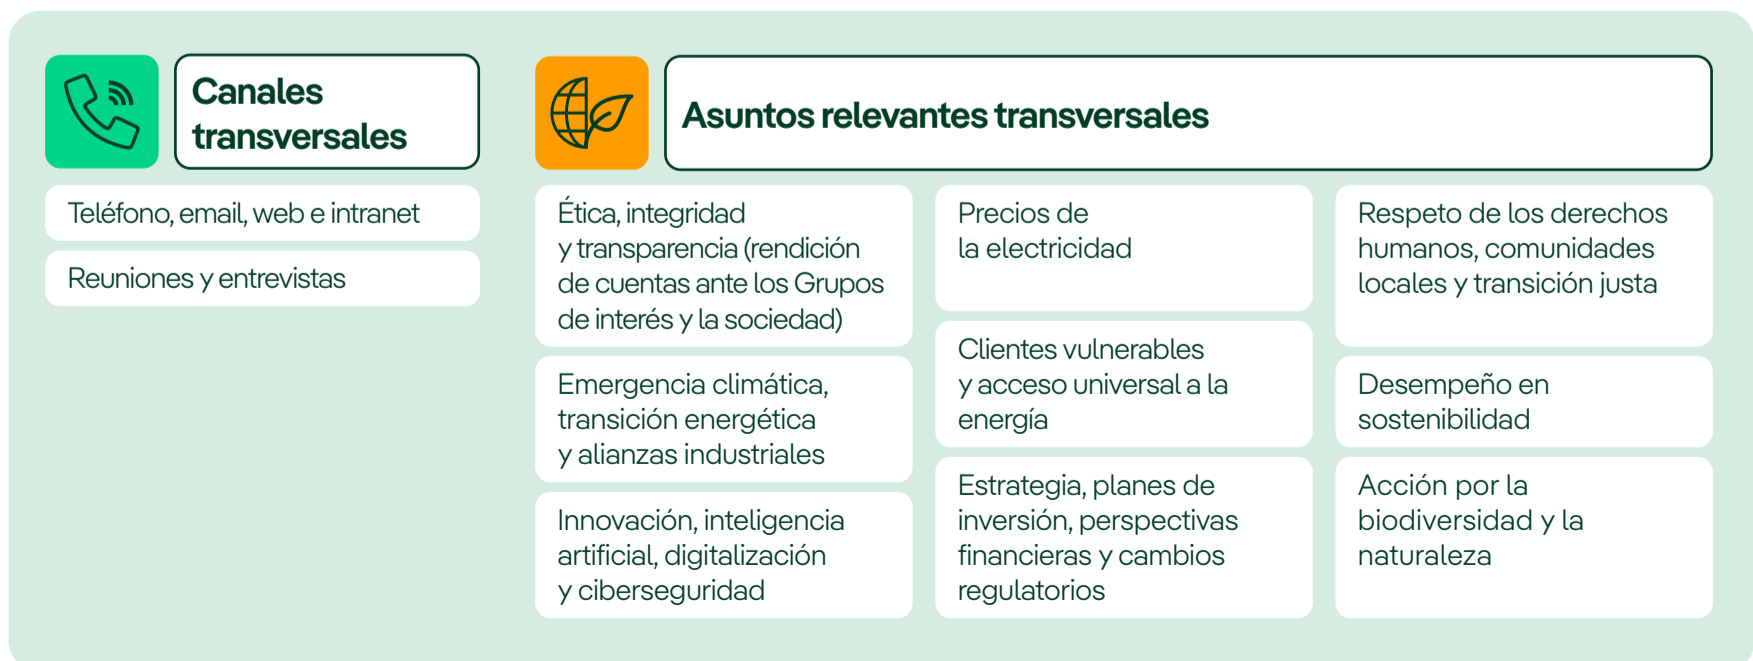 Canales
transversales
Teléfono, email, web e intranet
Reuniones y entrevistas
Asuntos relevantes transversales
Ética, integridad
y transparencia (rendición
de cuentas ante los Grupos
de interés y la sociedad)
Emergencia climática,
transición energética
y alianzas industriales
Innovación, inteligencia
artificial, digitalización
y ciberseguridad
Precios de
la electricidad
Clientes vulnerables
y acceso universal a la
energía
Estrategia, planes de
inversión, perspectivas
financieras y cambios
regulatorios
Respeto de los derechos
humanos, comunidades
locales y transición justa
Desempeño en
sostenibilidad
Acción por la
biodiversidad y la
naturaleza